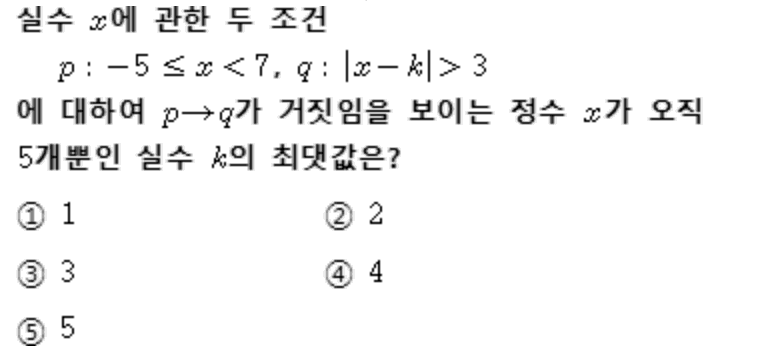 실수 x에 관한 두 조건
p : −5 ≤ x < 7, q : |x − k| > 3
에 대하여 p→q가 거짓임을 보이는 정수 x가 오직
5개뿐인 실수 k의 최댓값은?
① 1 ② 2
③ 3 ④ 4
⑤ 5